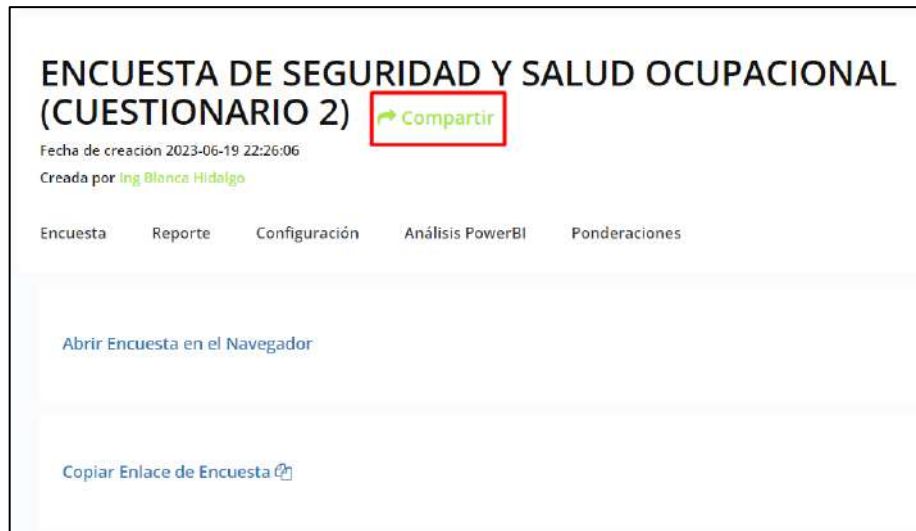 ENCUESTA DE SEGURIDAD Y SALUD OCUPACIONAL
(CUESTIONARIO 2) Compartir
Fecha de creación 2023-06-19 22:26:06
Creada por Ing Blanca Hidalgo
Encuesta Reporte Configuración Análisis PowerBI Ponderaciones
Abrir Encuesta en el Navegador
Copiar Enlace de Encuesta